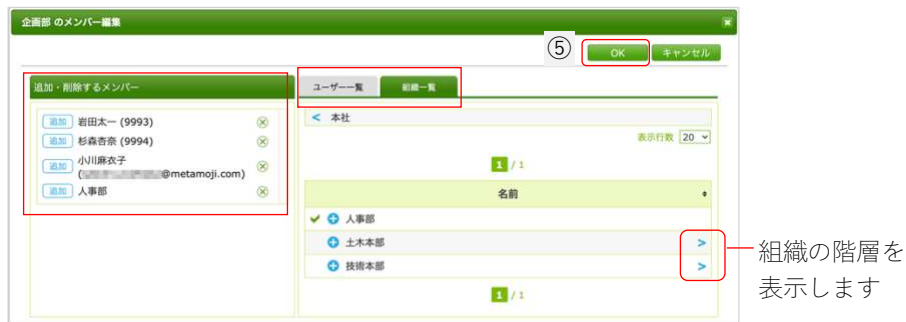 企画部 のメンバー編集
⑤
OK
キャンセル
追加・削除するメンバー
ユーザー一覧
組織一覧
追加 岩田太一 (9993)
追加 杉森杏奈 (9994)
追加 小川麻衣子
(@metamoji.com)
追加 人事部
< 本社
表示行数 20
1 / 1
名前
人事部
土木本部 >
技術本部 >
1 / 1
組織の階層を
表示します